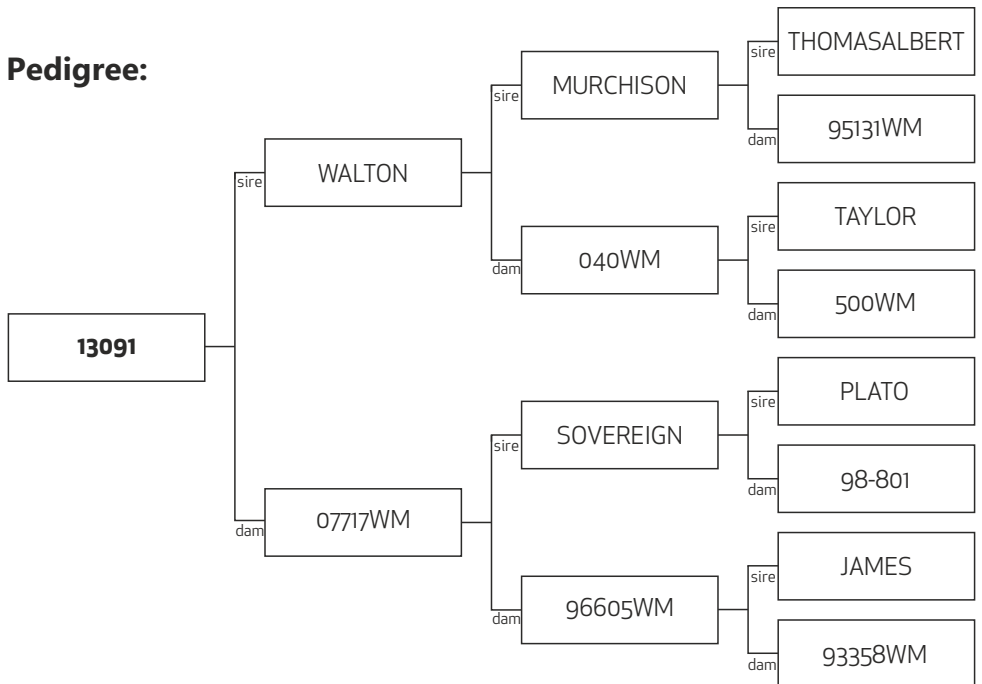 Pedigree:
THOMASALBERT
sire
MURCHISON
sire
dam
95131WM
WALTON
sire
TAYLOR
sire
040WM
dam
500WM
dam
13091
PLATO
sire
SOVEREIGN
sire
98-801
dam
07717WM
dam
JAMES
sire
96605WM
dam
93358WM
dam